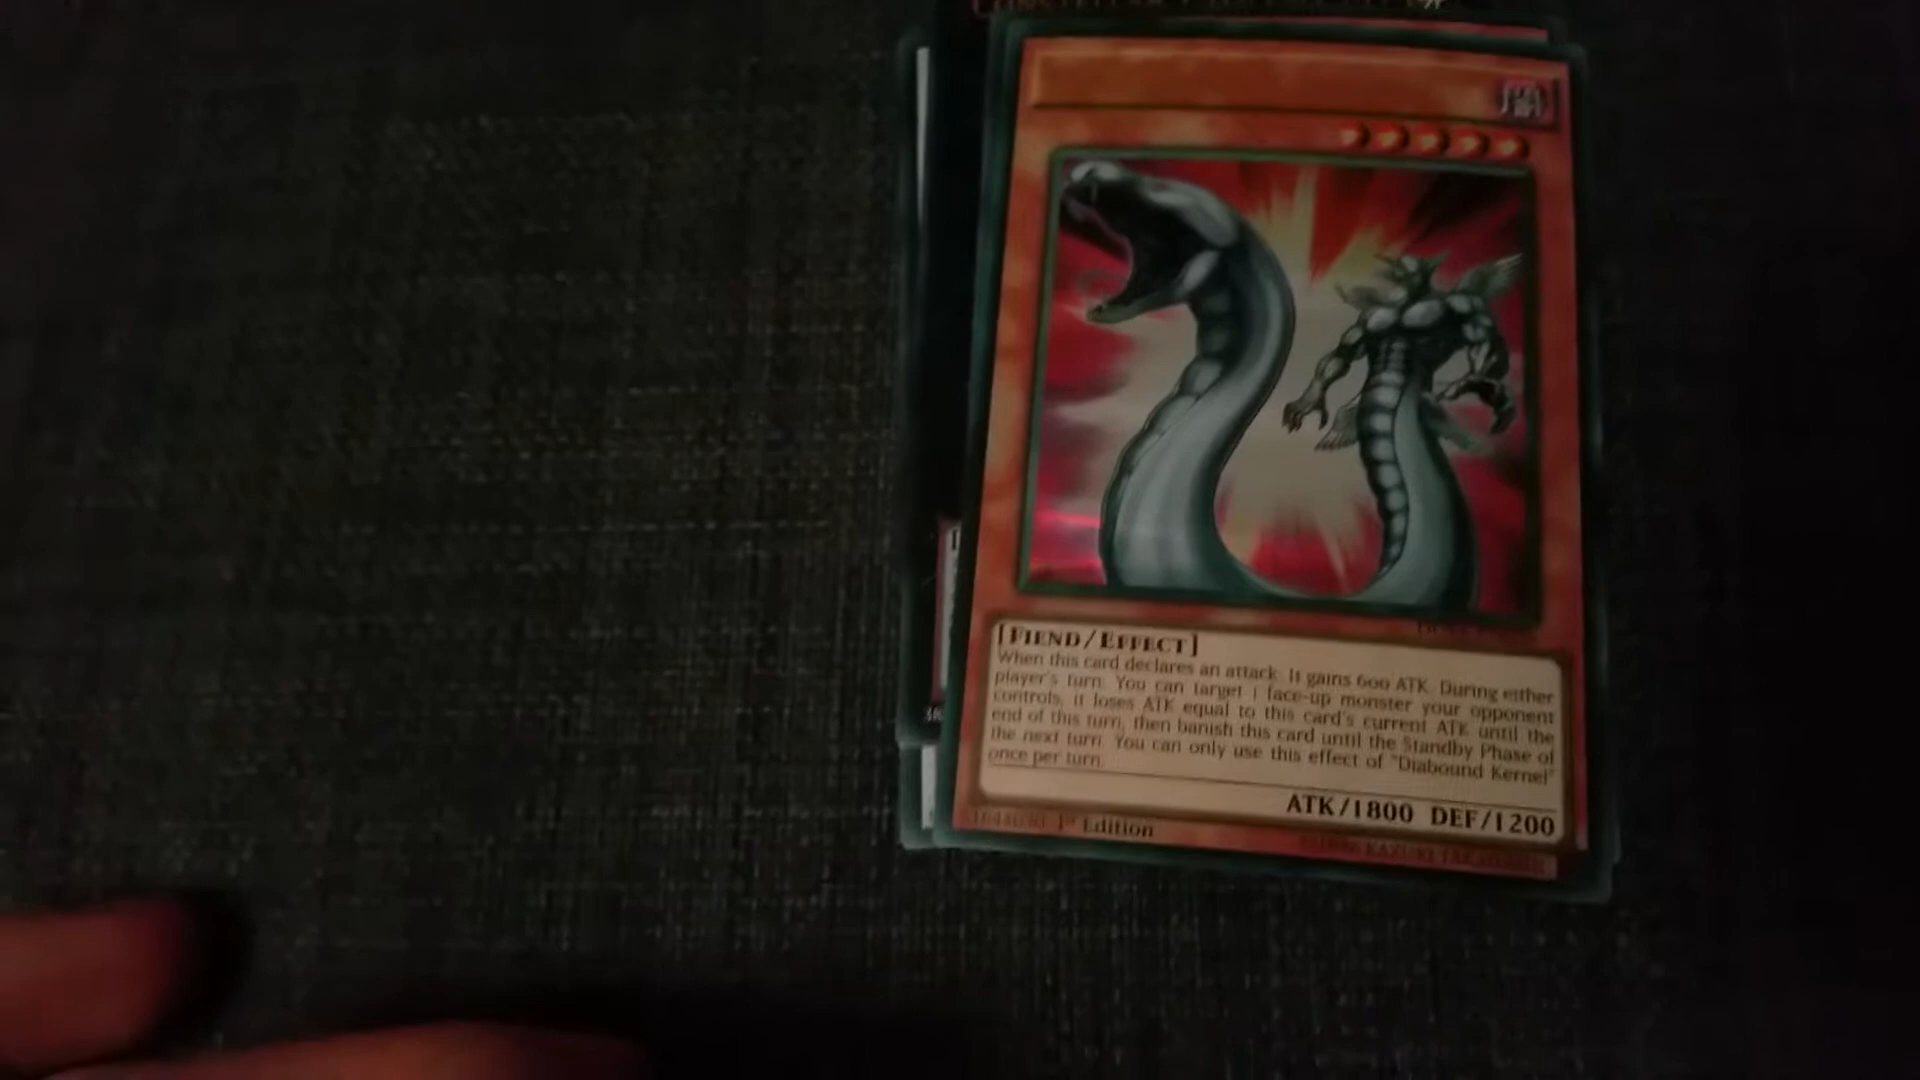 闇
[FIEND/EFFECT]
When this card declares an attack: It gains 600 ATK. During either
player's turn: You can target 1 face-up monster your opponent
controls; it loses ATK equal to this card's current ATK until the
end of this turn, then banish this card until the Standby Phase of
the next turn. You can only use this effect of "Diabound Kernel"
once per turn.
ATK/1800 DEF/1200
1st Edition
KAZUKI TAKAHASHI